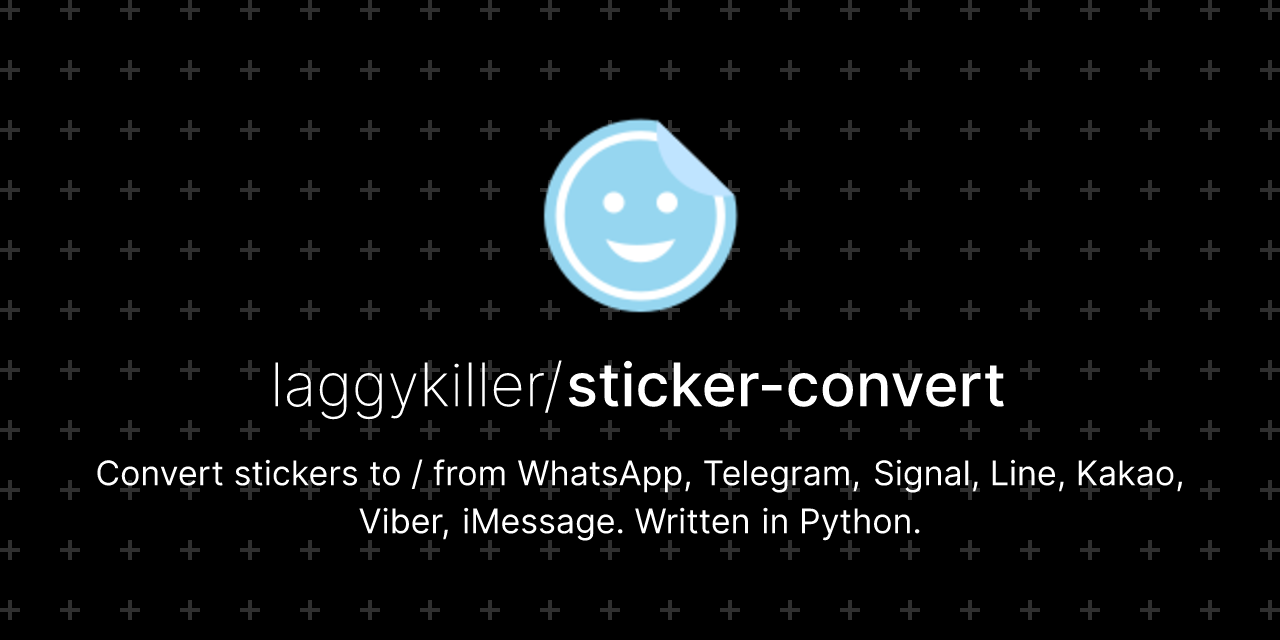 laggykiller/sticker-convert
Convert stickers to / from WhatsApp, Telegram, Signal, Line, Kakao,
Viber, iMessage. Written in Python.